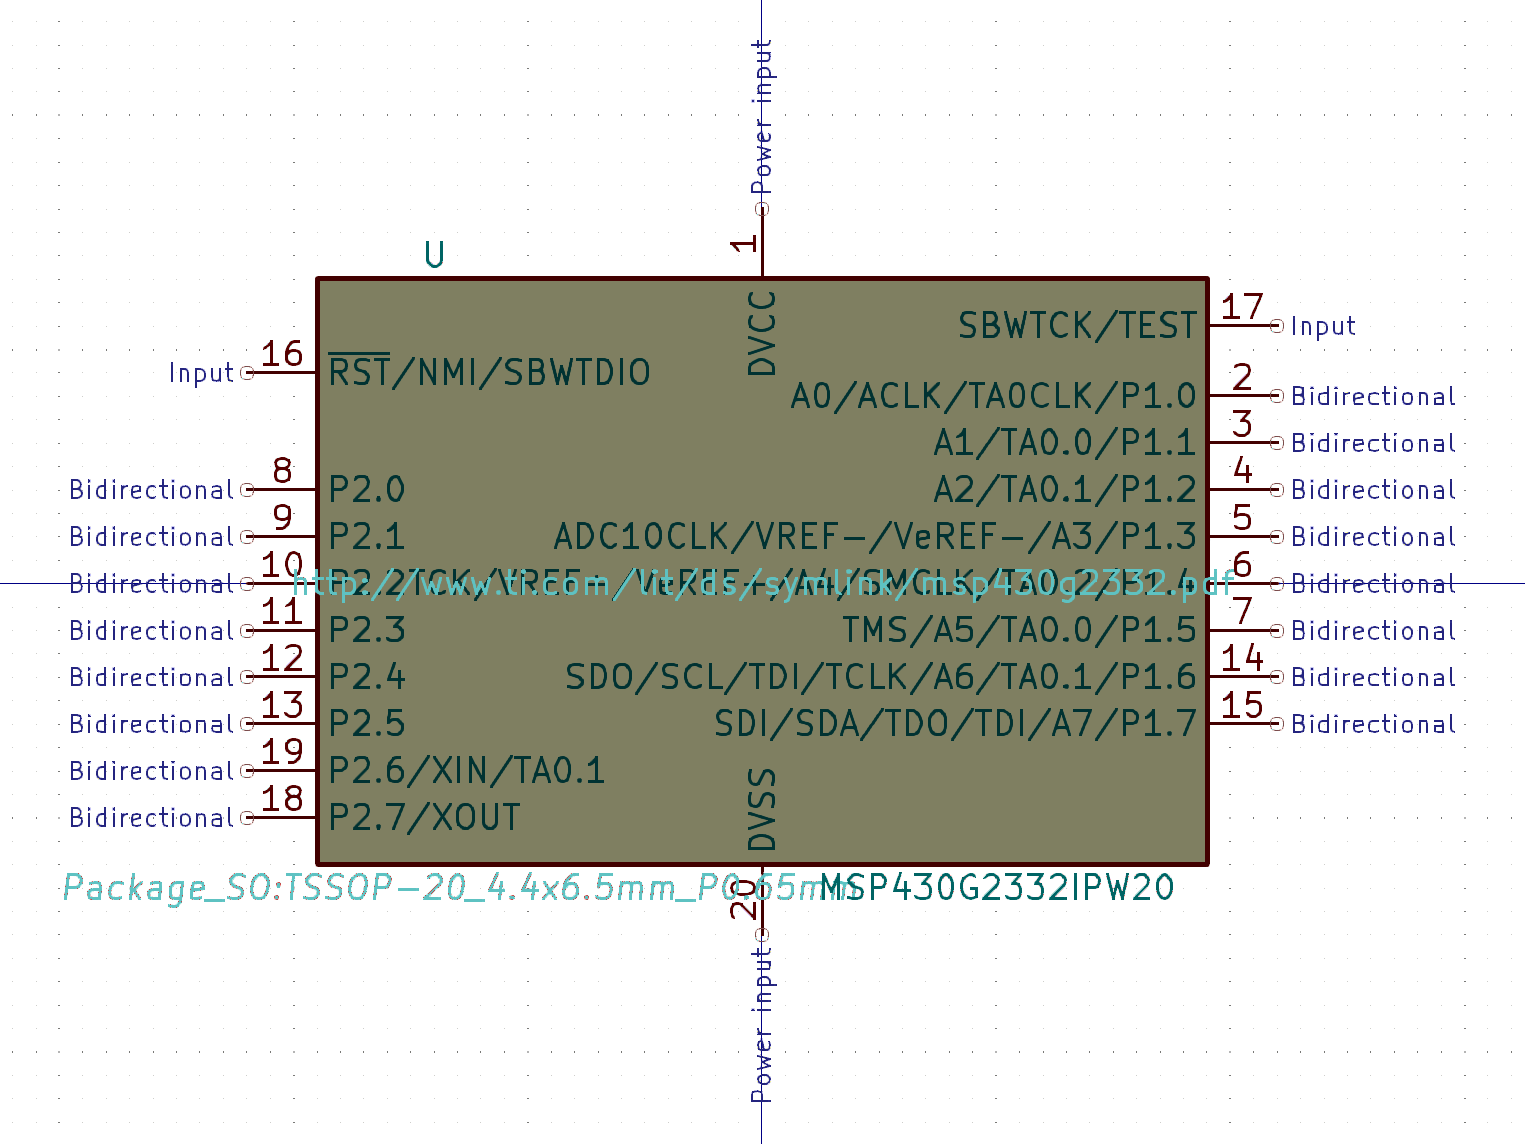 Power input
1
U
DVCC
17
SBWTCK/TEST
Input
16
Input
RST/NMI/SBWTDIO
2
A0/ACLK/TA0CLK/P1.0
Bidirectional
3
A1/TA0.0/P1.1
Bidirectional
8
Bidirectional
P2.0
4
A2/TA0.1/P1.2
Bidirectional
9
Bidirectional
P2.1
5
ADC10CLK/VREF-/VeREF-/A3/P1.3
Bidirectional
10
Bidirectional
P2.2
6
TCK/VREF+/VeREF+/A4/SMCLK/TA0.2/P1.4
Bidirectional
http://www.ti.com/lit/ds/symlink/msp430g2332.pdf
11
Bidirectional
P2.3
7
TMS/A5/TA0.0/P1.5
Bidirectional
12
Bidirectional
P2.4
14
SDO/SCL/TDI/TCLK/A6/TA0.1/P1.6
Bidirectional
13
Bidirectional
P2.5
15
SDI/SDA/TDO/TDI/A7/P1.7
Bidirectional
19
Bidirectional
P2.6/XIN/TA0.1
18
Bidirectional
P2.7/XOUT
DVSS
Package_SO:TSSOP-20_4.4x6.5mm_P0.65mm
MSP430G2332IPW20
20
Power input